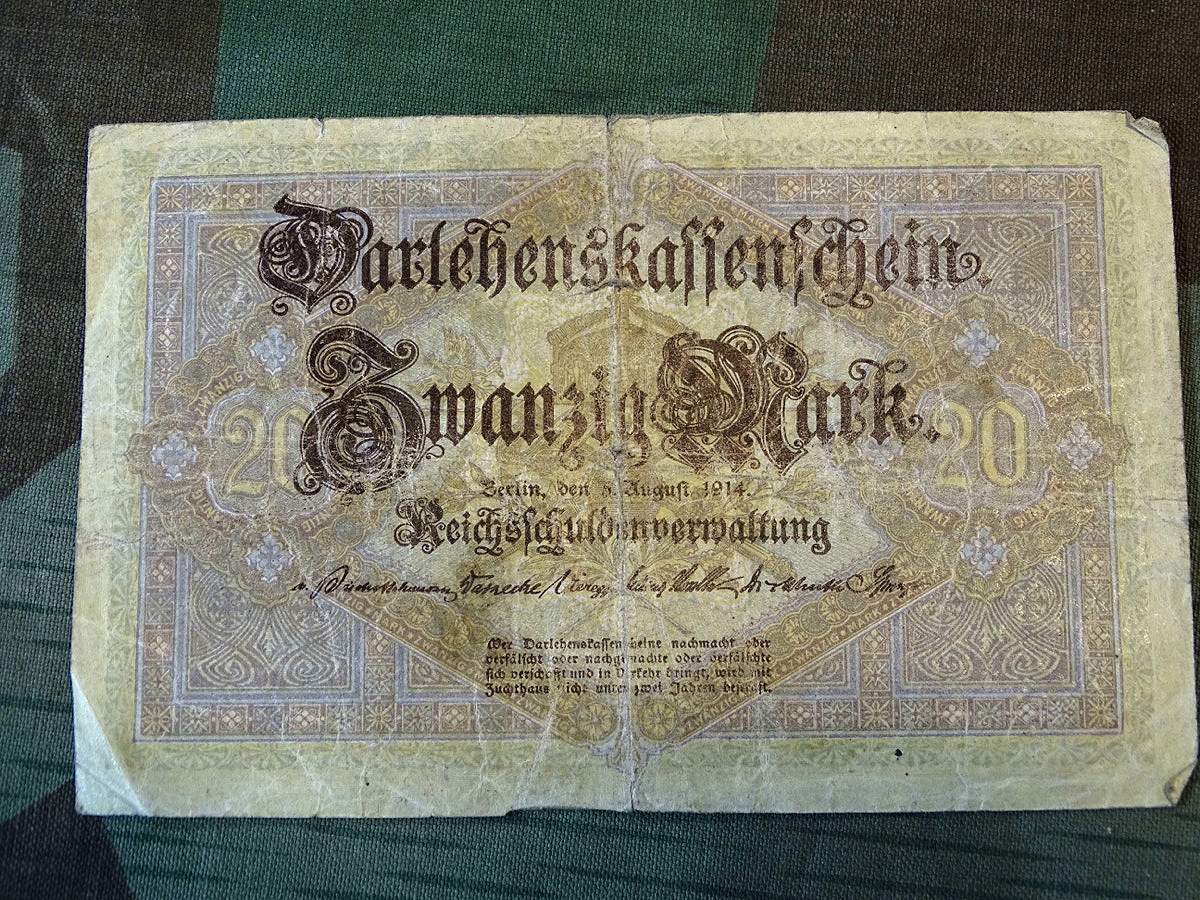 Darlehenskassenschein.
Zwanzig Mark.
20 20
Berlin, den 5. August 1914.
Reichsschuldenverwaltung
Wer Darlehenskassenscheine nachmacht oder
verfälscht oder nachgemachte oder verfälschte
sich verschafft und in Verkehr bringt, wird mit
Zuchthaus nicht unter zwei Jahren bestraft.